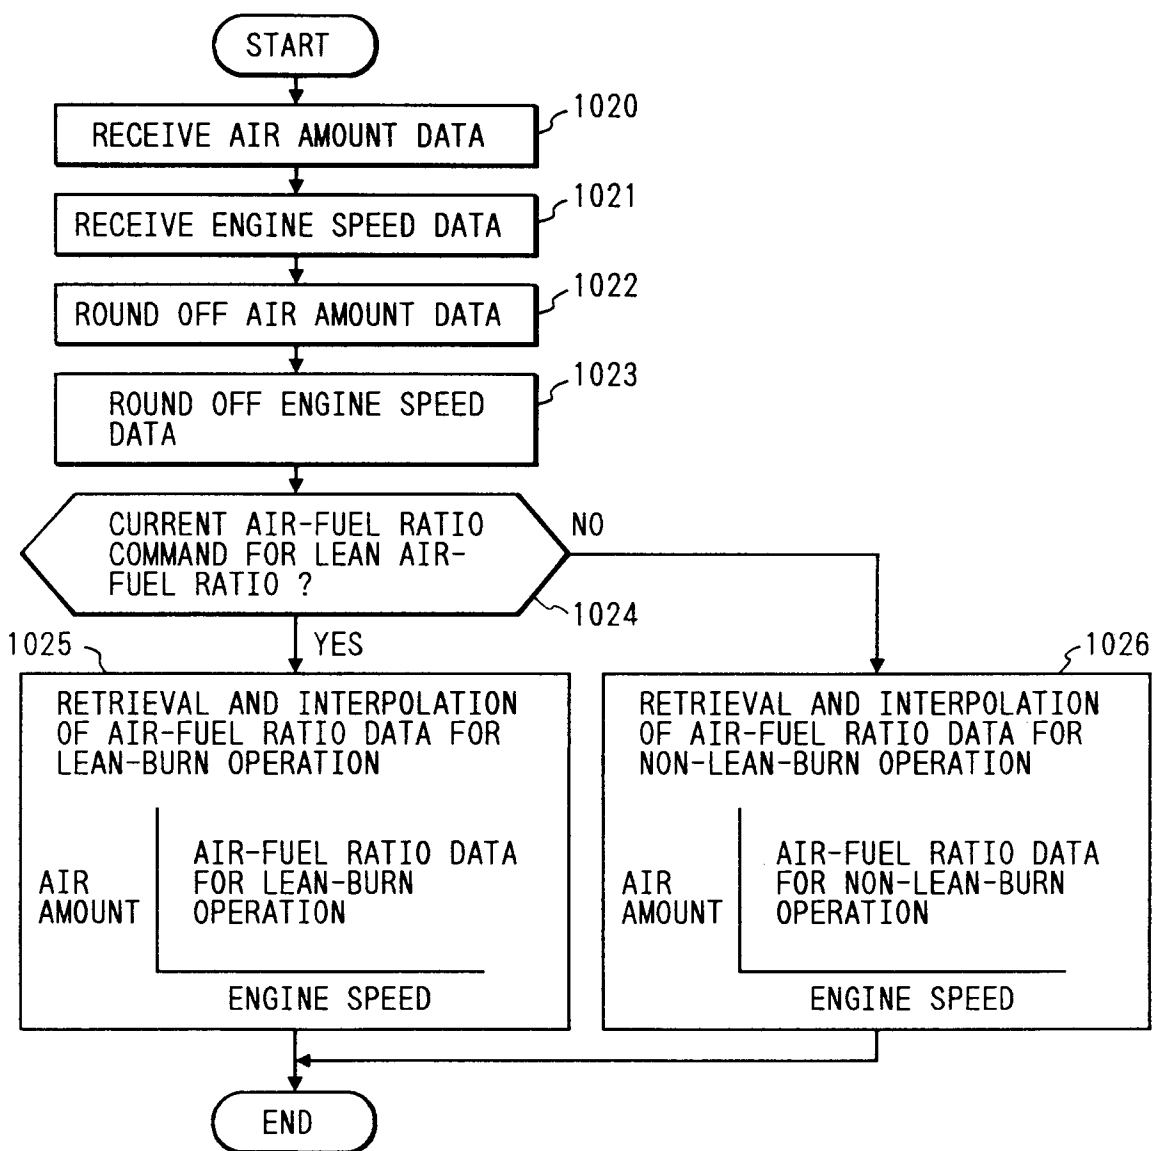 START
1020
RECEIVE AIR AMOUNT DATA
1021
RECEIVE ENGINE SPEED DATA
1022
ROUND OFF AIR AMOUNT DATA
1023
ROUND OFF ENGINE SPEED
DATA
CURRENT AIR-FUEL RATIO
COMMAND FOR LEAN AIR-
FUEL RATIO ?
NO
1024
YES
1025
RETRIEVAL AND INTERPOLATION
OF AIR-FUEL RATIO DATA FOR
LEAN-BURN OPERATION
AIR
AMOUNT
AIR-FUEL RATIO DATA
FOR LEAN-BURN
OPERATION
ENGINE SPEED
1026
RETRIEVAL AND INTERPOLATION
OF AIR-FUEL RATIO DATA FOR
NON-LEAN-BURN OPERATION
AIR
AMOUNT
AIR-FUEL RATIO DATA
FOR NON-LEAN-BURN
OPERATION
ENGINE SPEED
END